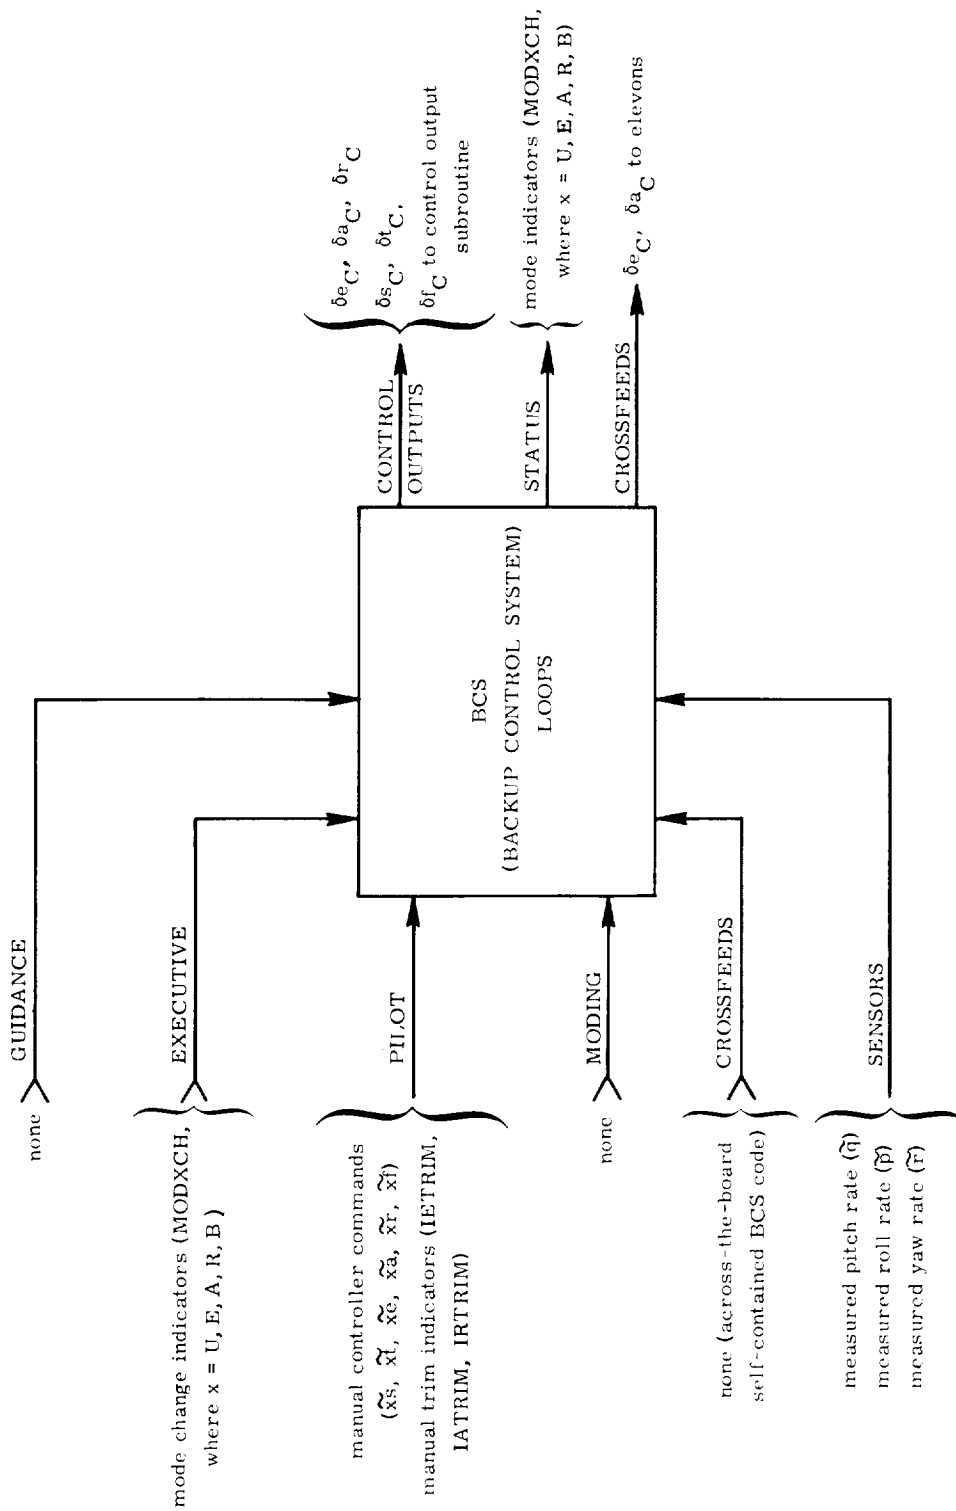 GUIDANCE
none
EXECUTIVE
mode change indicators (MODXCH,
where x = U, E, A, R, B)
PILOT
manual controller commands
(x̃s, x̃t, x̃e, x̃a, x̃r, x̃f)
manual trim indicators (IETRIM,
IATRIM, IRTRIM)
MODING
none
CROSSFEEDS
none (across-the-board
self-contained BCS code)
SENSORS
measured pitch rate (q̃)
measured roll rate (p̃)
measured yaw rate (r̃)
BCS
(BACKUP CONTROL SYSTEM)
LOOPS
CONTROL
OUTPUTS
δeC, δaC, δrC
δsC, δtC,
δfC to control output
subroutine
STATUS
mode indicators (MODXCH,
where x = U, E, A, R, B)
CROSSFEEDS
δeC, δaC to elevons